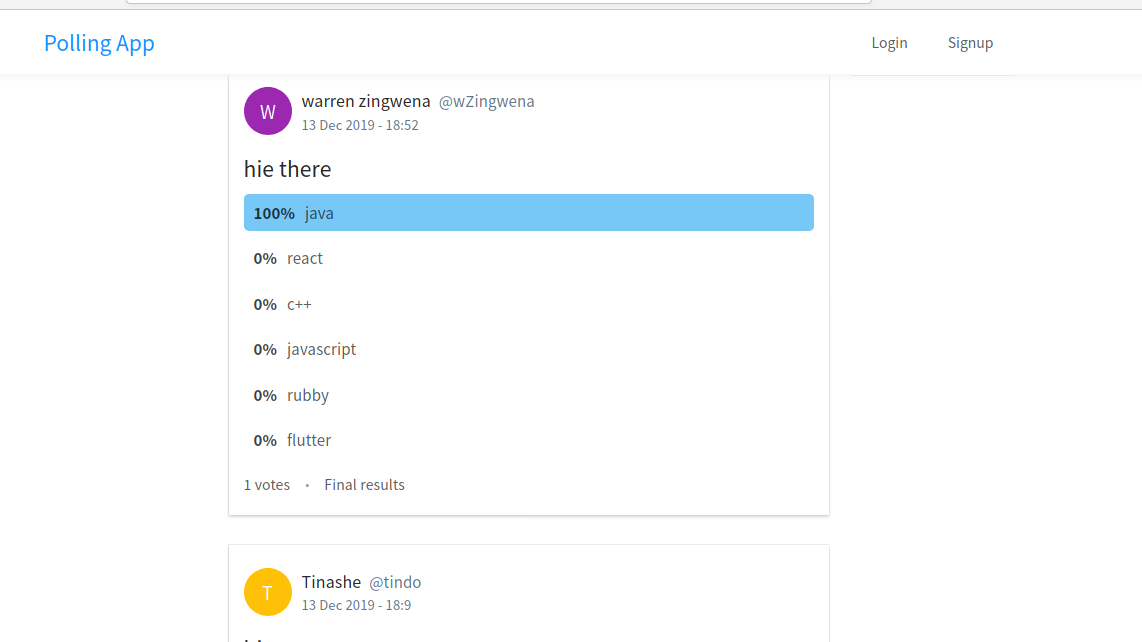 Polling App Login Signup
W warren zingwena @wZingwena
13 Dec 2019 - 18:52
hie there
100% java
0% react
0% c++
0% javascript
0% rubby
0% flutter
1 votes • Final results
T Tinashe @tindo
13 Dec 2019 - 18:9